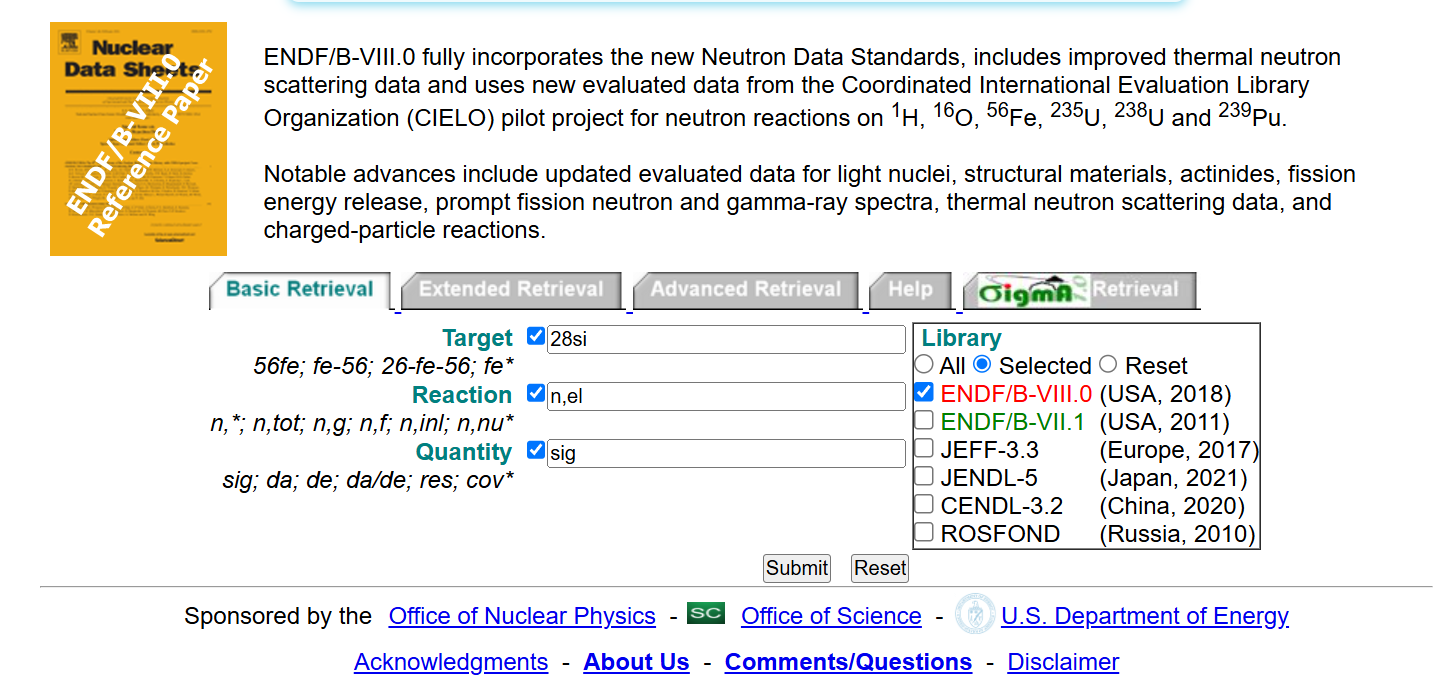 Nuclear
Data Sheets
ENDF/B-VIII.0
Reference Paper
ENDF/B-VIII.0 fully incorporates the new Neutron Data Standards, includes improved thermal neutron
scattering data and uses new evaluated data from the Coordinated International Evaluation Library
Organization (CIELO) pilot project for neutron reactions on ¹H, ¹⁶O, ⁵⁶Fe, ²³⁵U, ²³⁸U and ²³⁹Pu.
Notable advances include updated evaluated data for light nuclei, structural materials, actinides, fission
energy release, prompt fission neutron and gamma-ray spectra, thermal neutron scattering data, and
charged-particle reactions.
Basic Retrieval Extended Retrieval Advanced Retrieval Help SigmA Retrieval
Target 28si
56fe; fe-56; 26-fe-56; fe*
Reaction n,el
n,*; n,tot; n,g; n,f; n,inl; n,nu*
Quantity sig
sig; da; de; da/de; res; cov*
Library
All Selected Reset
ENDF/B-VIII.0 (USA, 2018)
ENDF/B-VII.1 (USA, 2011)
JEFF-3.3 (Europe, 2017)
JENDL-5 (Japan, 2021)
CENDL-3.2 (China, 2020)
ROSFOND (Russia, 2010)
Submit Reset
Sponsored by the Office of Nuclear Physics - SC Office of Science - U.S. Department of Energy
Acknowledgments - About Us - Comments/Questions - Disclaimer